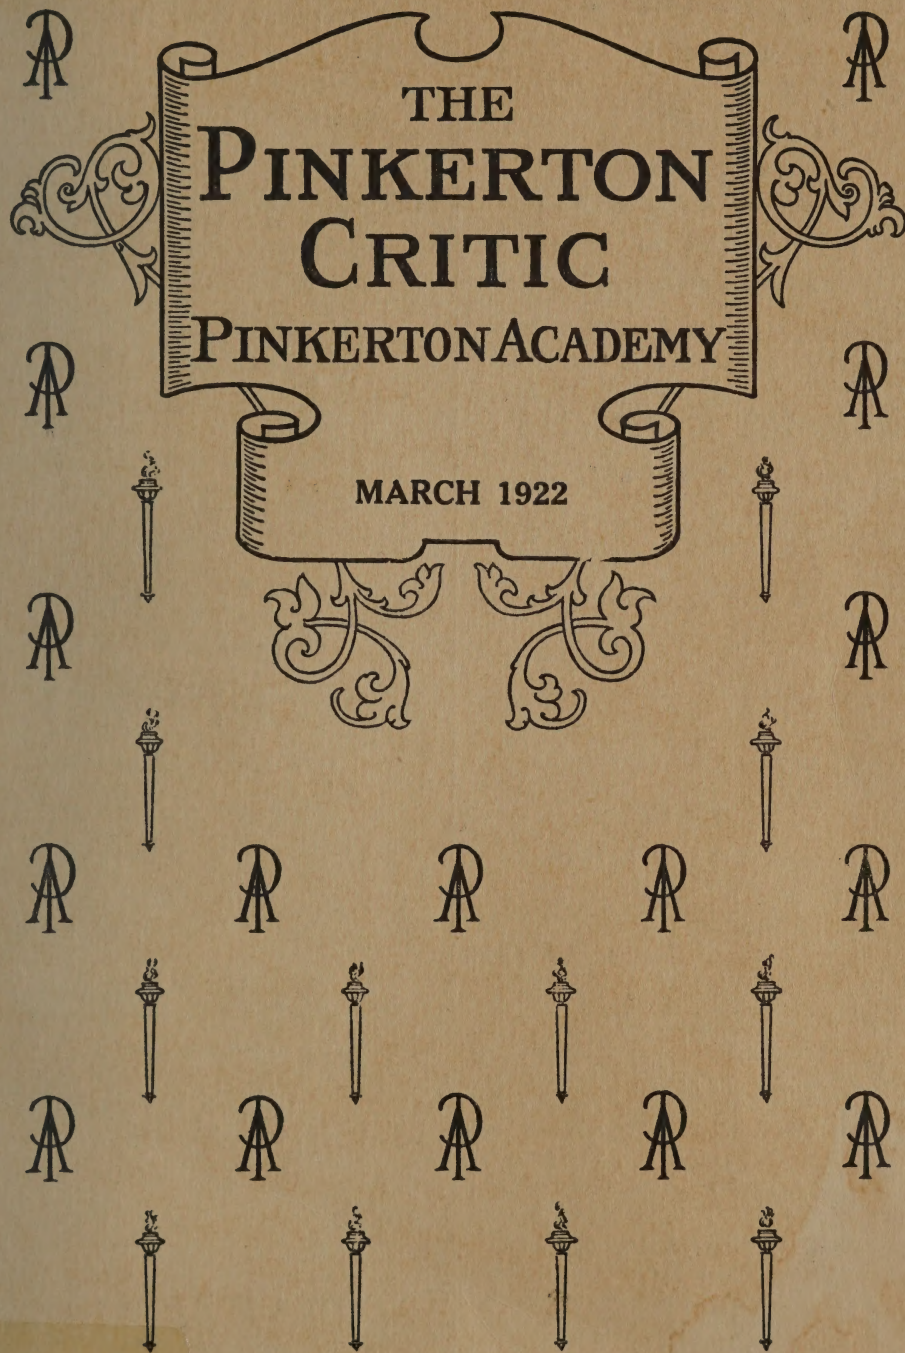 THE
PINKERTON
CRITIC
PINKERTON ACADEMY
MARCH 1922